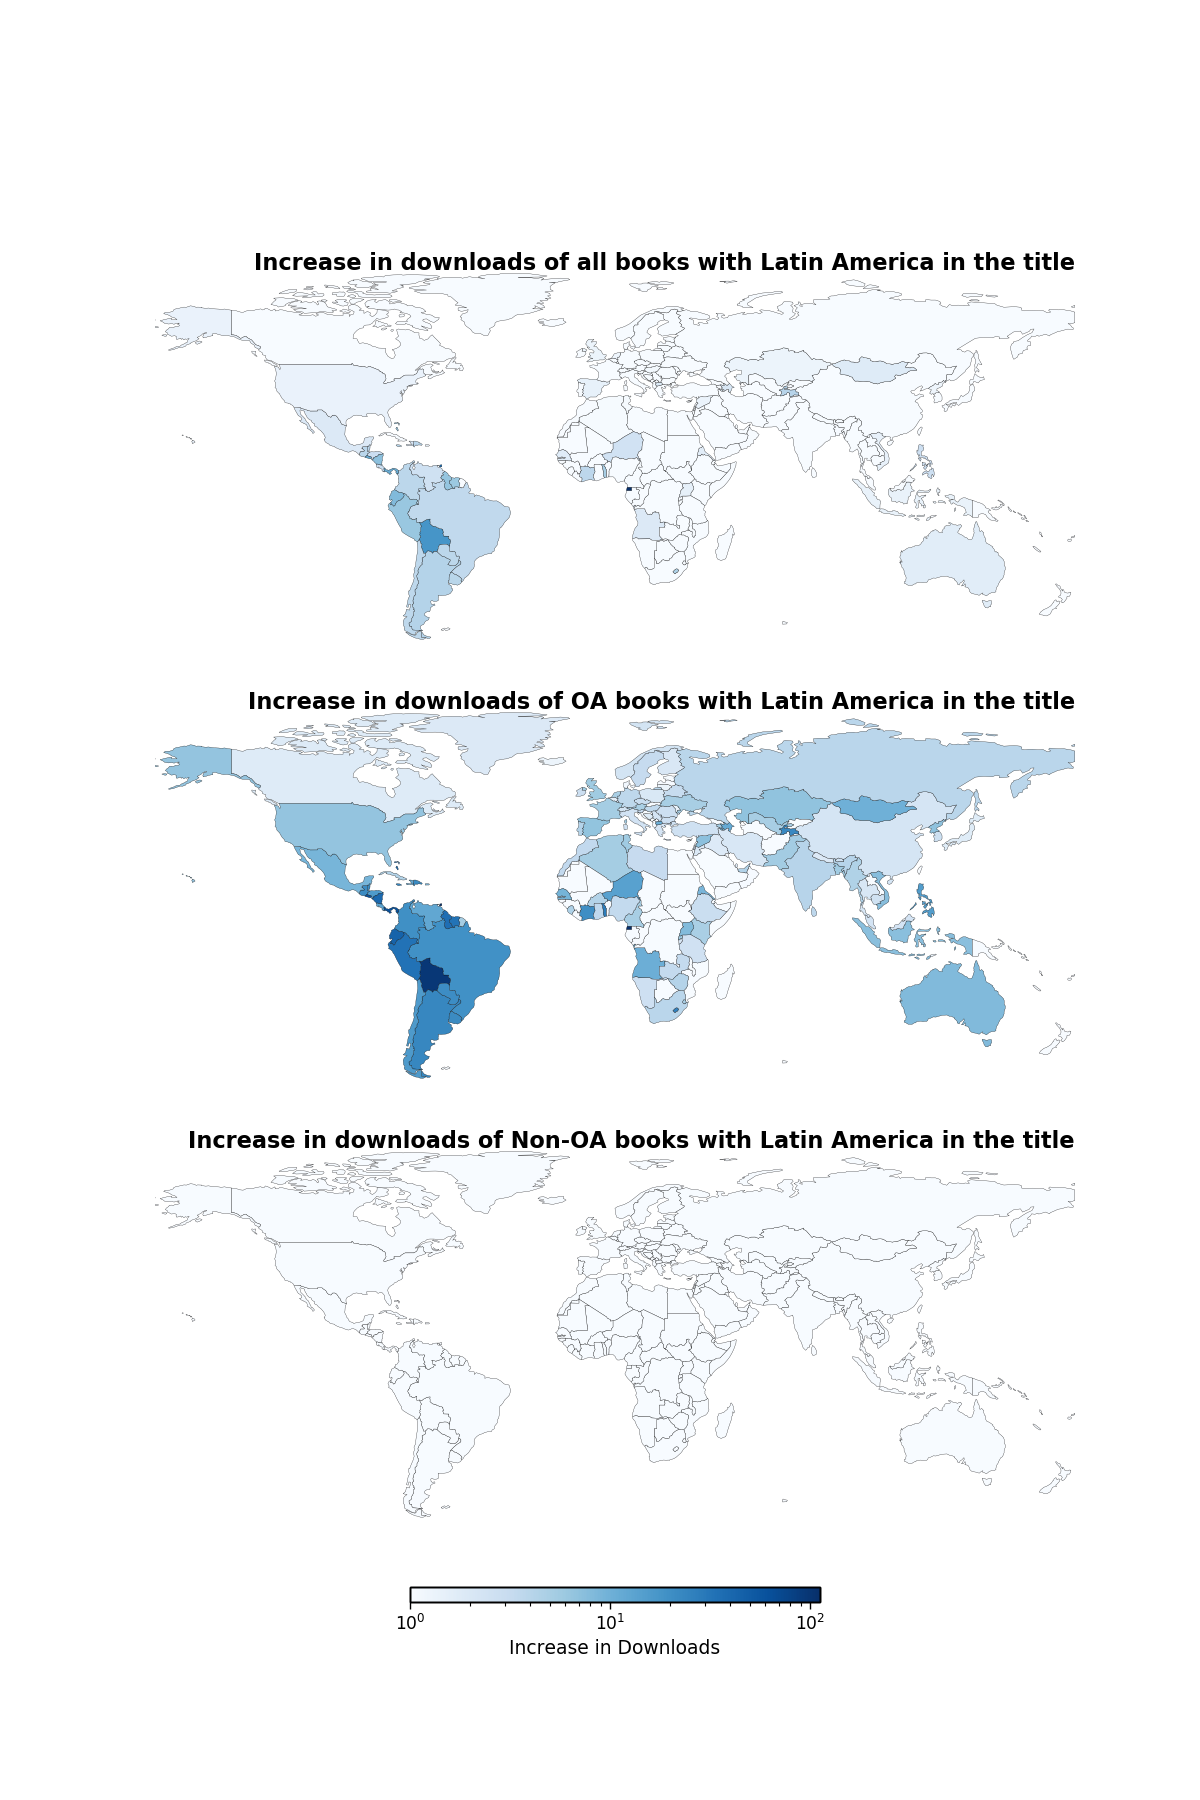 Increase in downloads of all books with Latin America in the title
Increase in downloads of OA books with Latin America in the title
Increase in downloads of Non-OA books with Latin America in the title
10⁰ 10¹ 10²
Increase in Downloads